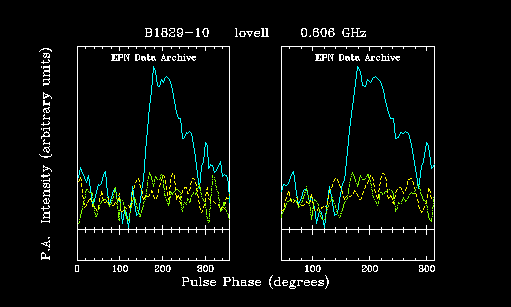 B1829-10 lovell 0.606 GHz
EPN Data Archive EPN Data Archive
P.A. Intensity (arbitrary units)
0 100 200 300 100 200 300
Pulse Phase (degrees)